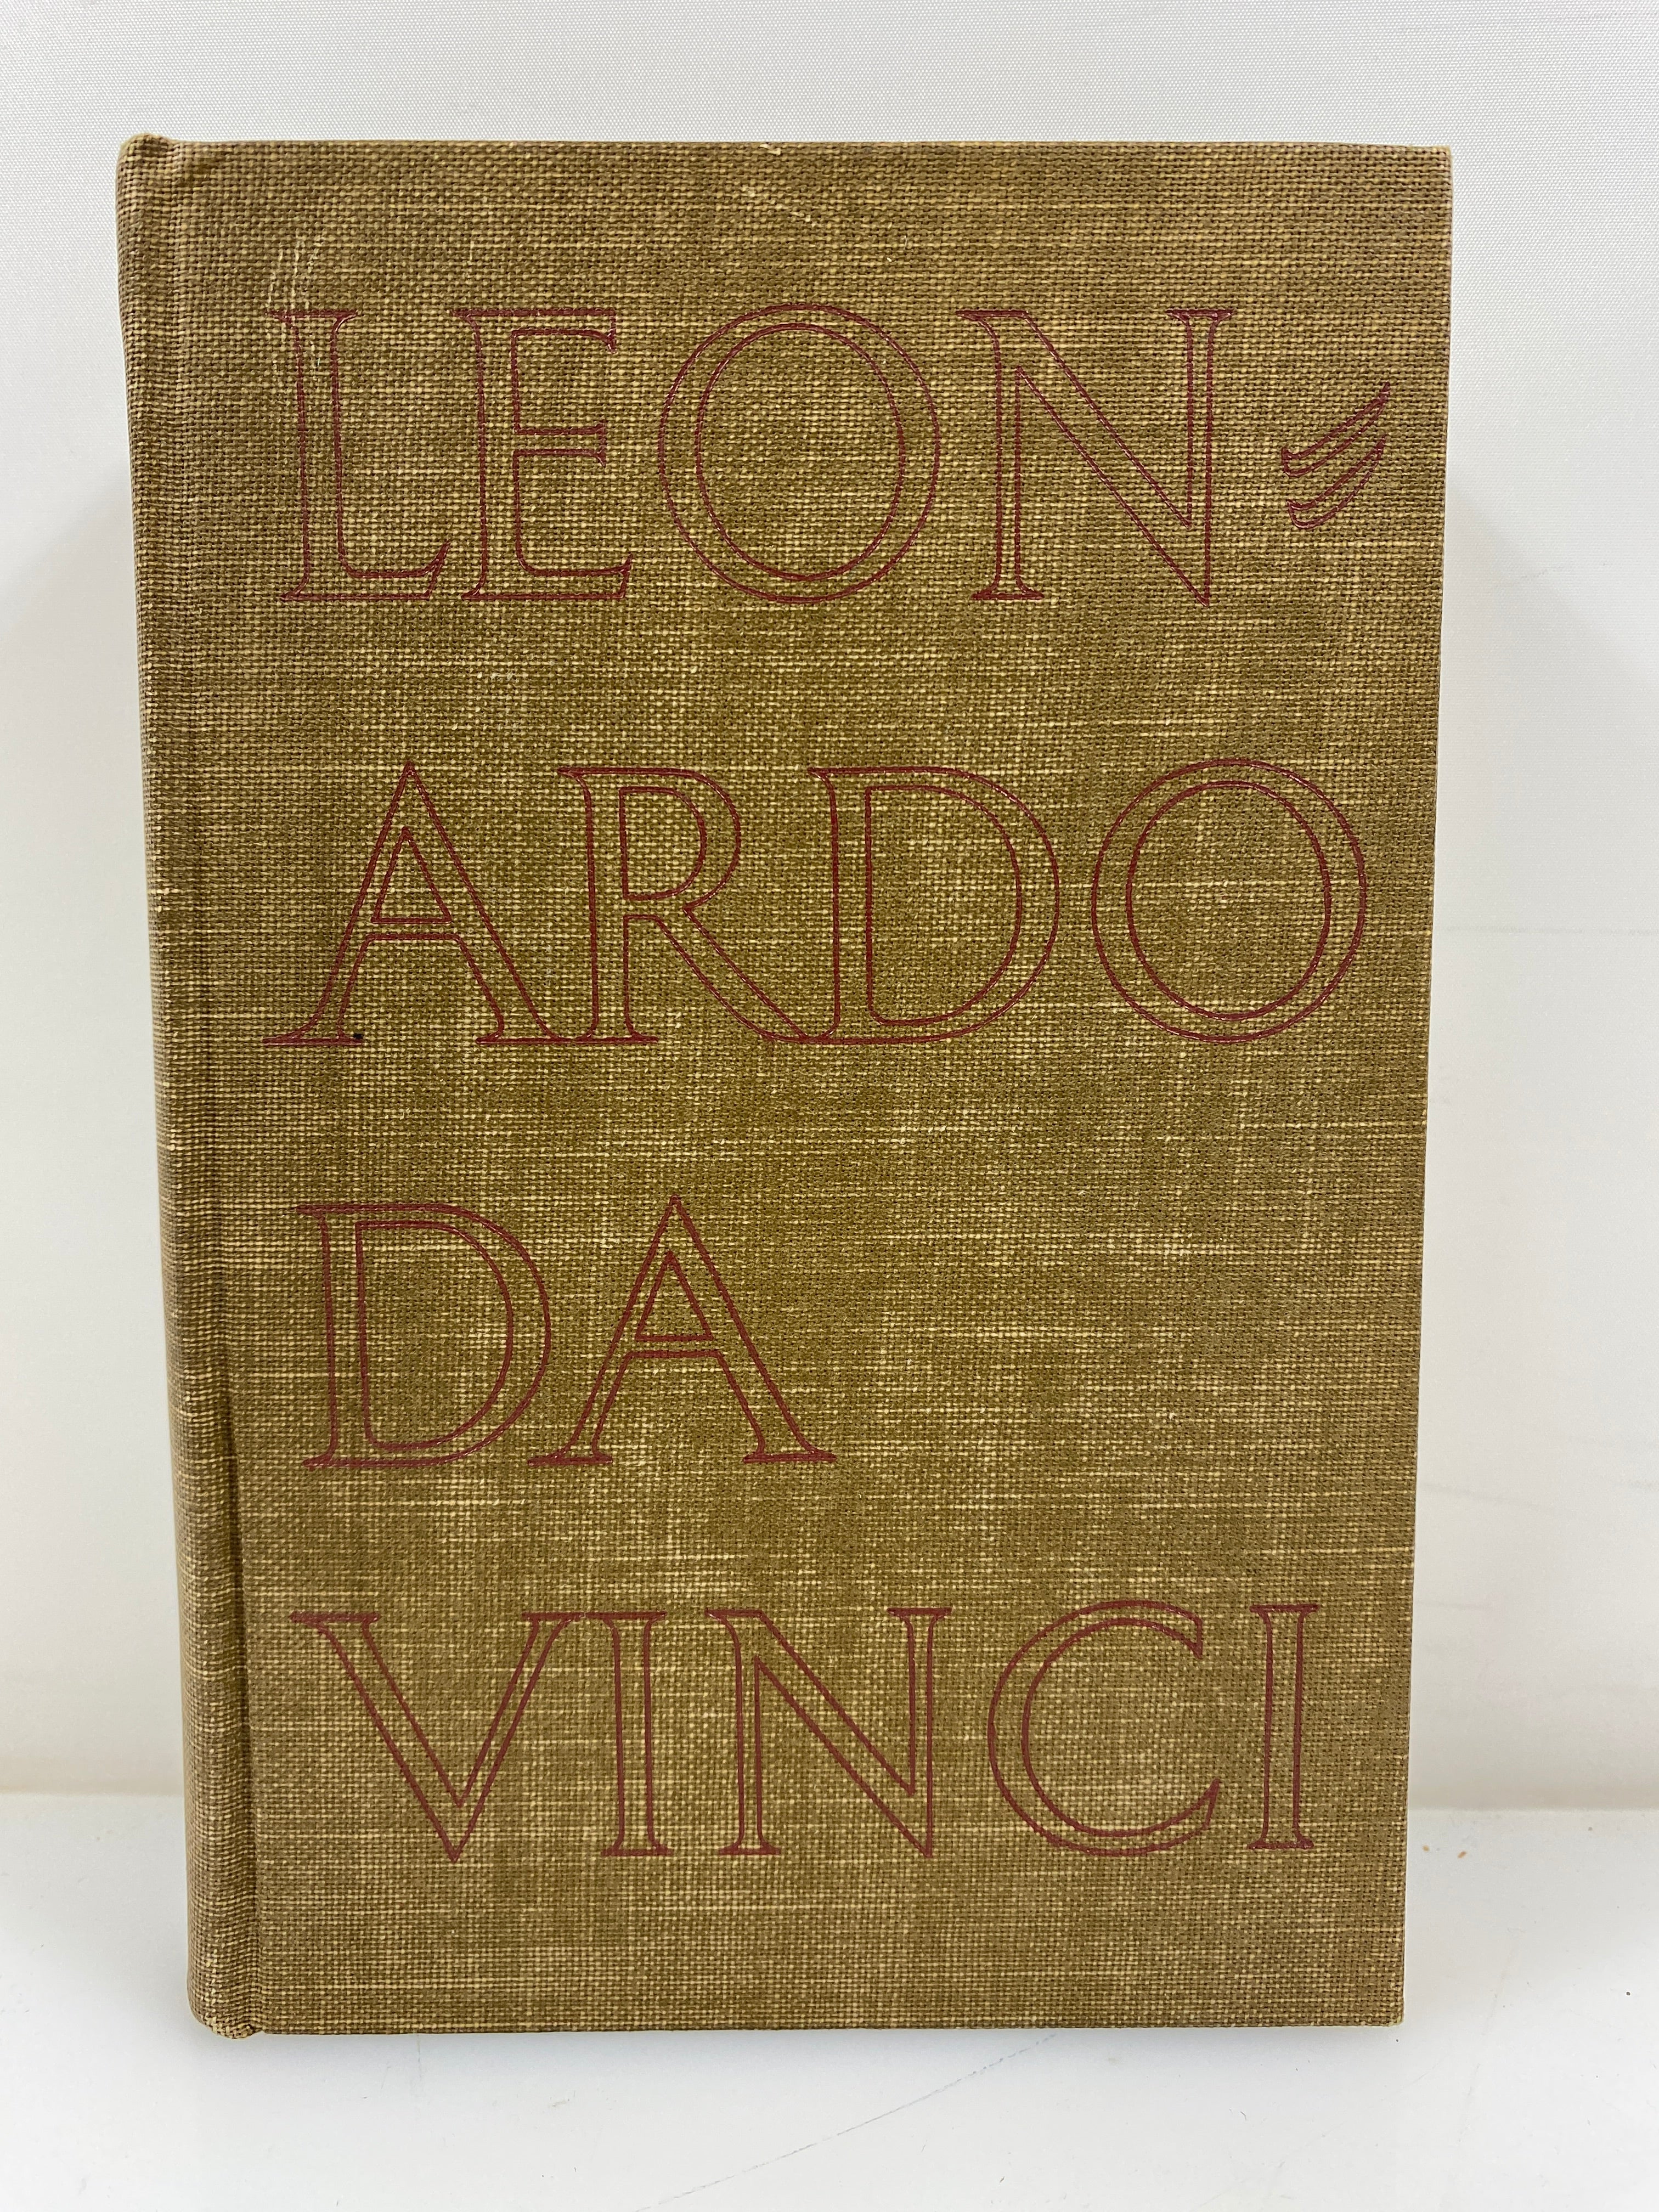 LEON=
ARDO
DA
VINCI